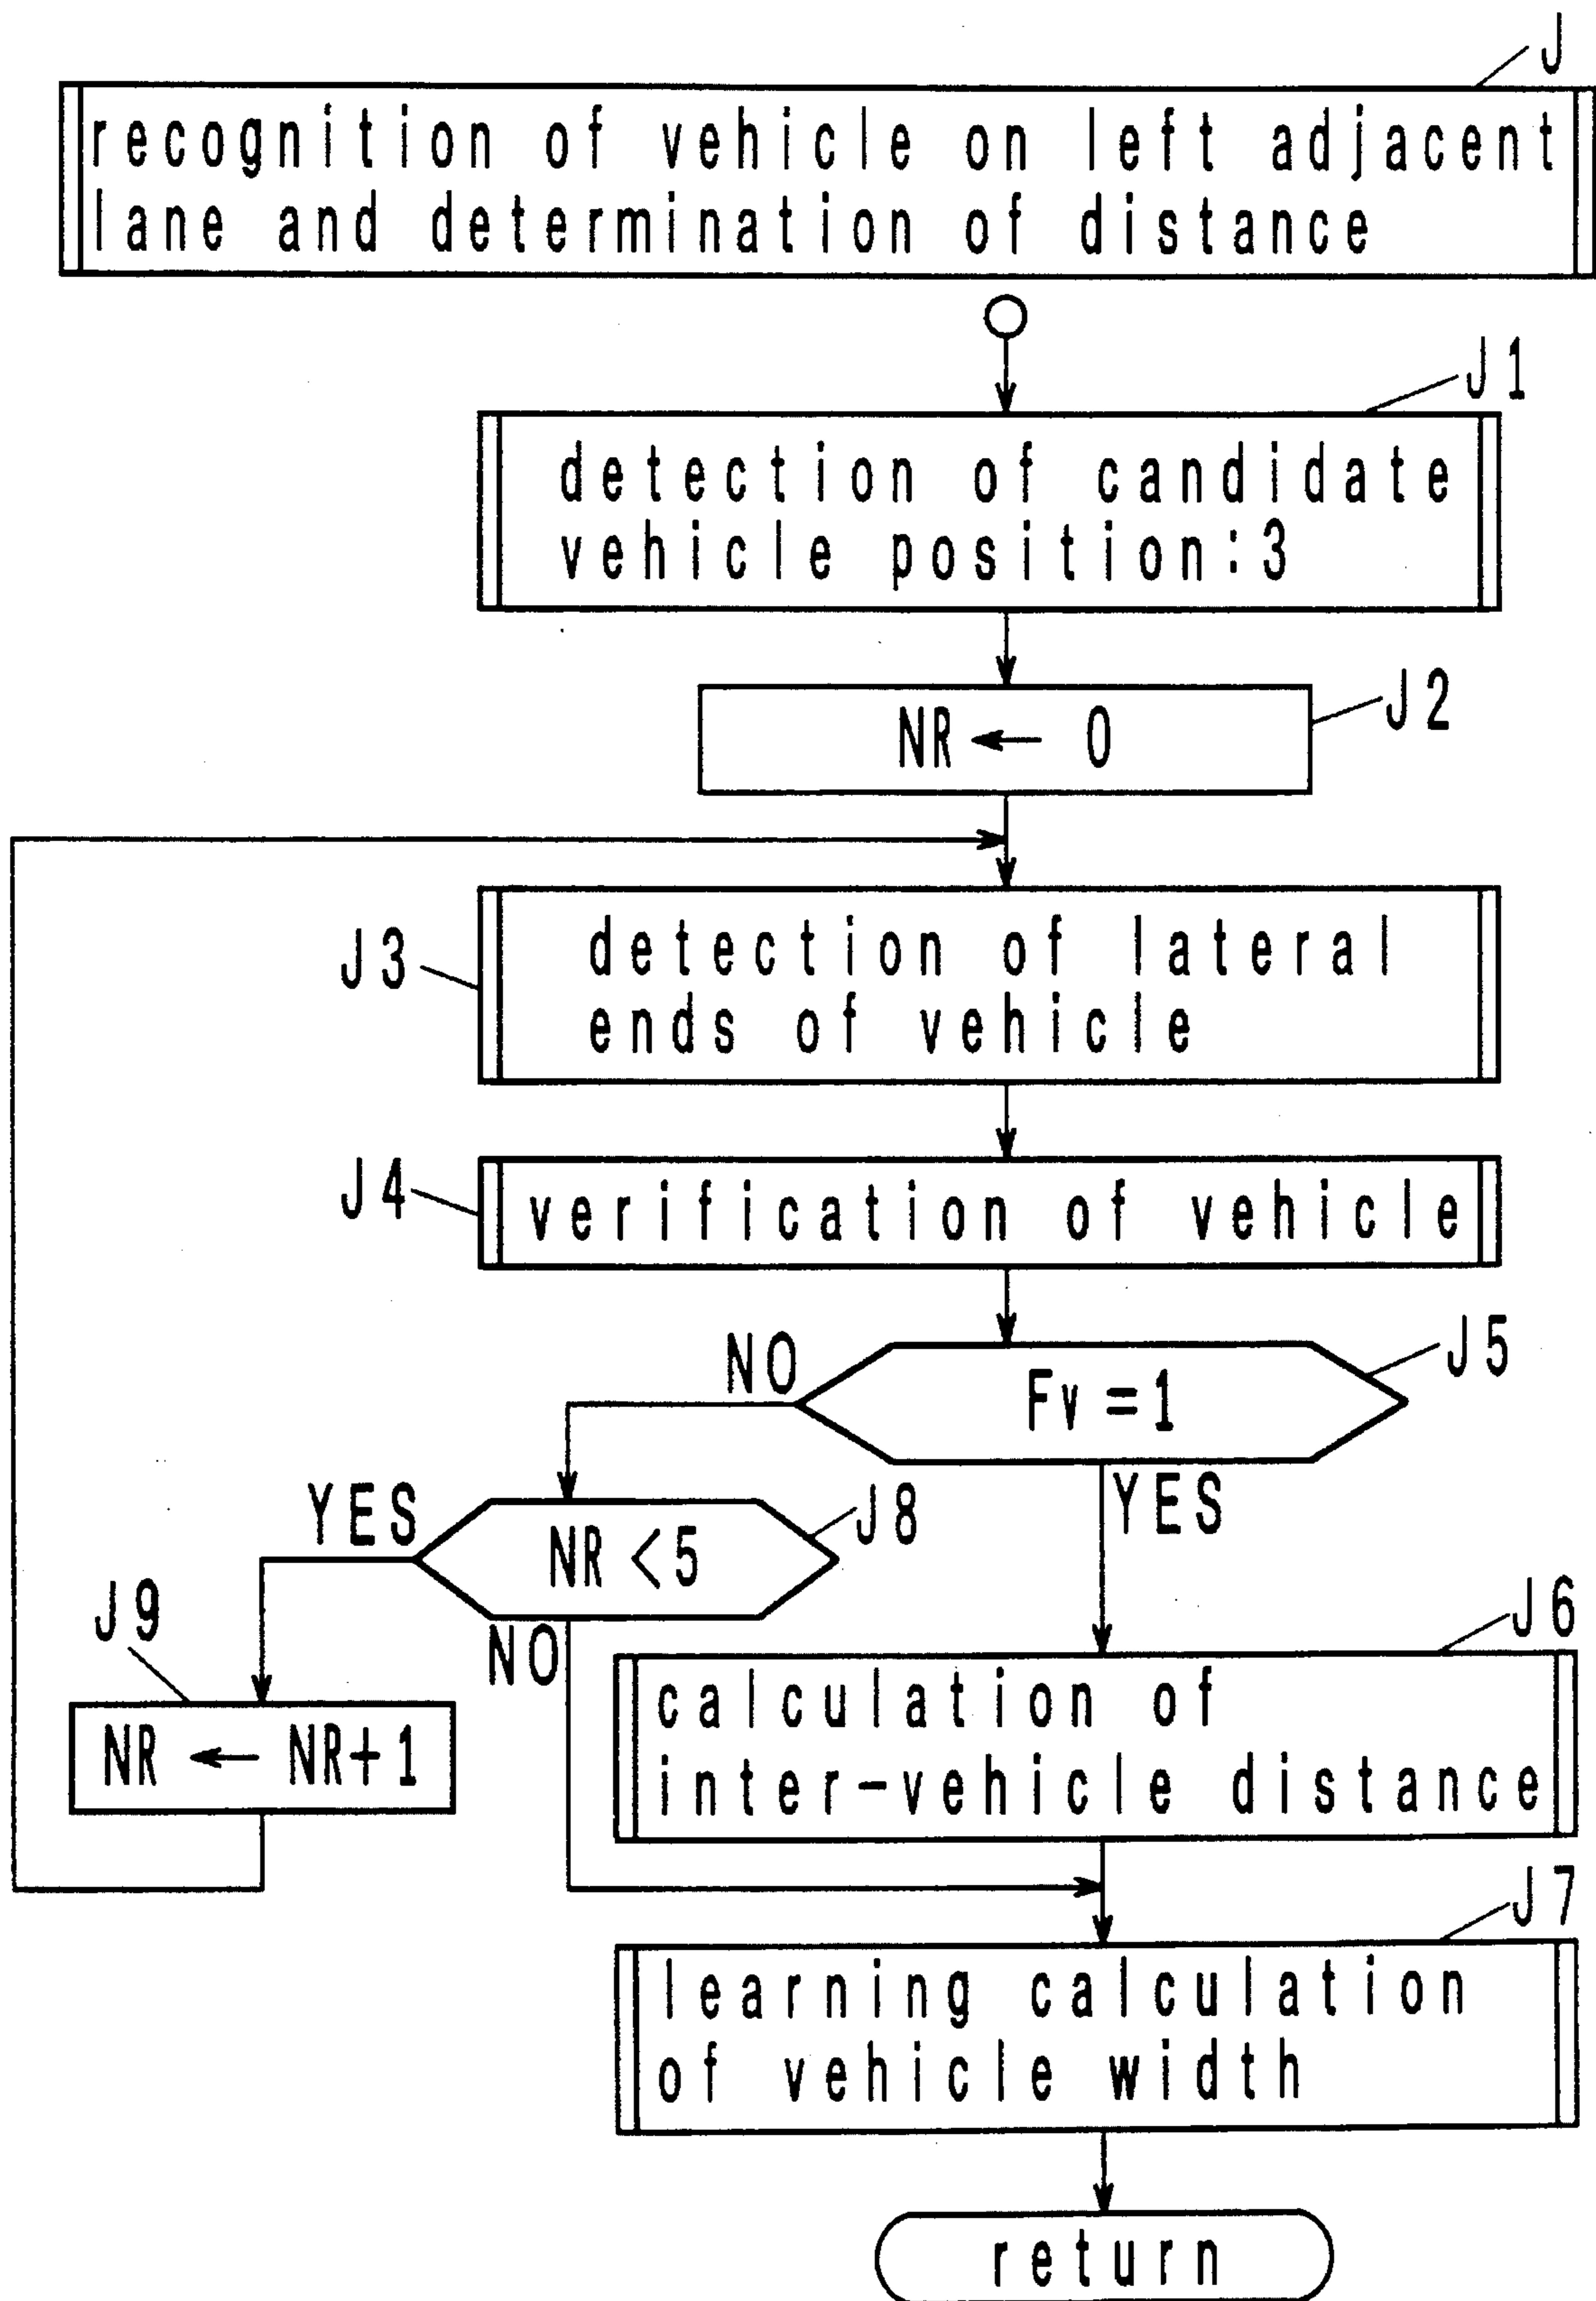 J
recognition of vehicle on left adjacent
lane and determination of distance
J1
detection of candidate
vehicle position:3
J2
NR ← 0
J3
detection of lateral
ends of vehicle
J4
verification of vehicle
J5
NO
Fv=1
YES
J8
YES
NR <5
NO
J9
NR ← NR+1
J6
calculation of
inter-vehicle distance
J7
learning calculation
of vehicle width
return